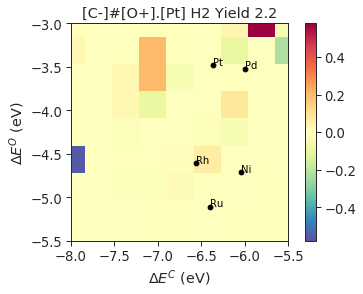 [C-]#[O+].[Pt] H2 Yield 2.2
−3.0
−3.5
−4.0
−4.5
−5.0
−5.5
ΔE^O (eV)
Pt
Pd
Rh
Ni
Ru
−8.0 −7.5 −7.0 −6.5 −6.0 −5.5
ΔE^C (eV)
0.4
0.2
0.0
−0.2
−0.4